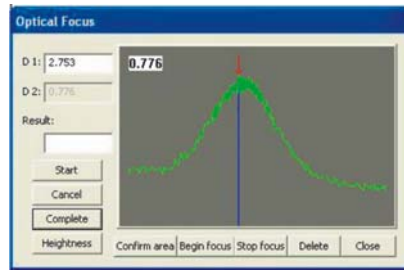 Optical Focus
D 1: 2.753
0.776
D 2: 0.776
Result:
Start
Cancel
Complete
Heightness
Confirm area Begin focus Stop focus Delete Close